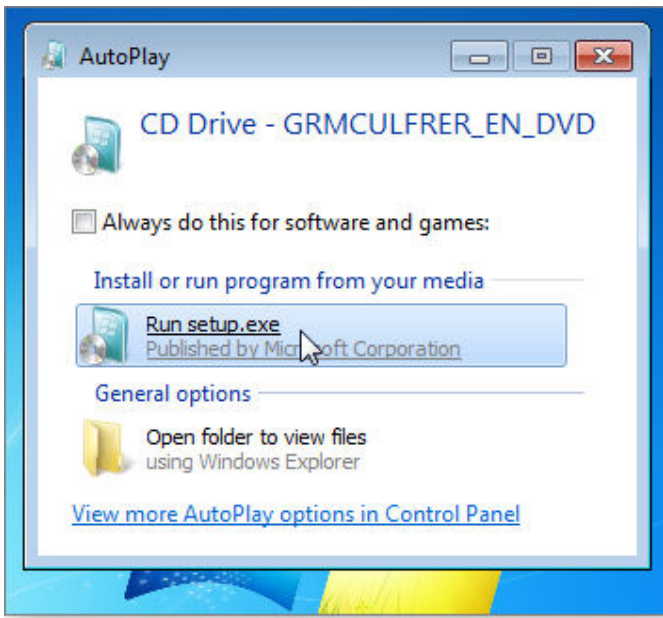 AutoPlay
CD Drive - GRMCULFRER_EN_DVD
Always do this for software and games:
Install or run program from your media
Run setup.exe
Published by Microsoft Corporation
General options
Open folder to view files
using Windows Explorer
View more AutoPlay options in Control Panel